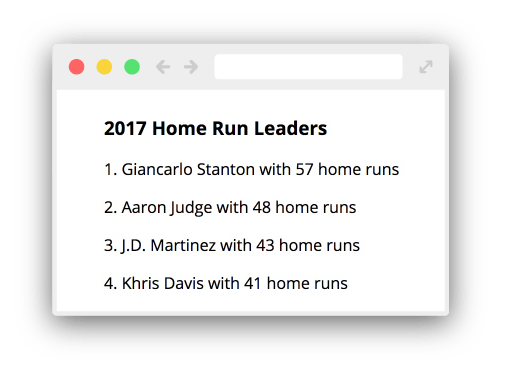 2017 Home Run Leaders
1. Giancarlo Stanton with 57 home runs
2. Aaron Judge with 48 home runs
3. J.D. Martinez with 43 home runs
4. Khris Davis with 41 home runs